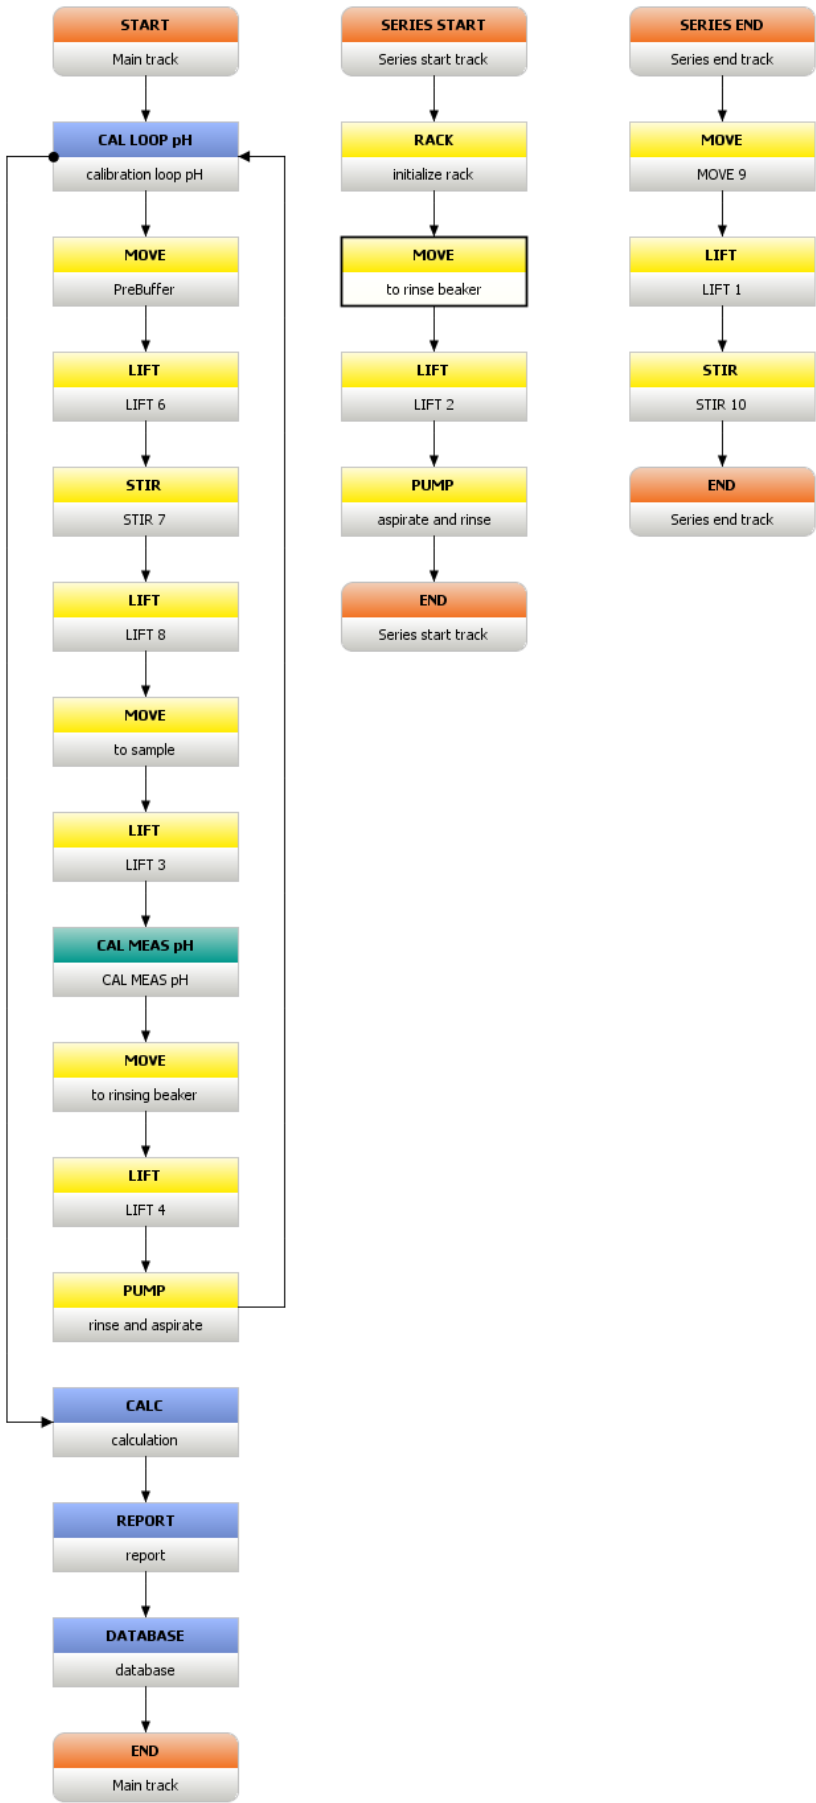 START
Main track
CAL LOOP pH
calibration loop pH
MOVE
PreBuffer
LIFT
LIFT 6
STIR
STIR 7
LIFT
LIFT 8
MOVE
to sample
LIFT
LIFT 3
CAL MEAS pH
CAL MEAS pH
MOVE
to rinsing beaker
LIFT
LIFT 4
PUMP
rinse and aspirate
CALC
calculation
REPORT
report
DATABASE
database
END
Main track
SERIES START
Series start track
RACK
initialize rack
MOVE
to rinse beaker
LIFT
LIFT 2
PUMP
aspirate and rinse
END
Series start track
SERIES END
Series end track
MOVE
MOVE 9
LIFT
LIFT 1
STIR
STIR 10
END
Series end track